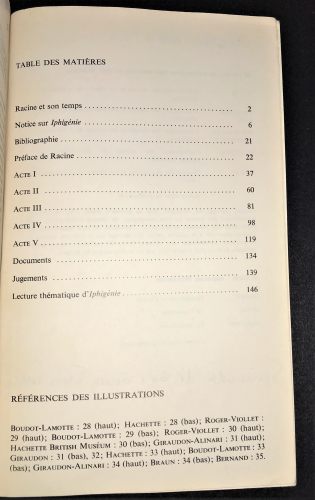 TABLE DES MATIÈRES
Racine et son temps ........................................ 2
Notice sur Iphigénie ........................................ 6
Bibliographie ........................................ 21
Préface de Racine ........................................ 22
ACTE I ........................................ 37
ACTE II ........................................ 60
ACTE III ........................................ 81
ACTE IV ........................................ 98
ACTE V ........................................ 119
Documents ........................................ 134
Jugements ........................................ 139
Lecture thématique d'Iphigénie ........................................ 146
RÉFÉRENCES DES ILLUSTRATIONS
BOUDOT-LAMOTTE : 28 (haut); HACHETTE : 28 (bas); ROGER-VIOLLET :
29 (haut); BOUDOT-LAMOTTE : 29 (bas); ROGER-VIOLLET : 30 (haut);
HACHETTE BRITISH MUSÉUM : 30 (bas); GIRAUDON-ALINARI : 31 (haut);
GIRAUDON : 31 (bas), 32; HACHETTE : 33 (haut); BOUDOT-LAMOTTE : 33
(bas); GIRAUDON-ALINARI : 34 (haut); BRAUN : 34 (bas); BERNAND : 35.